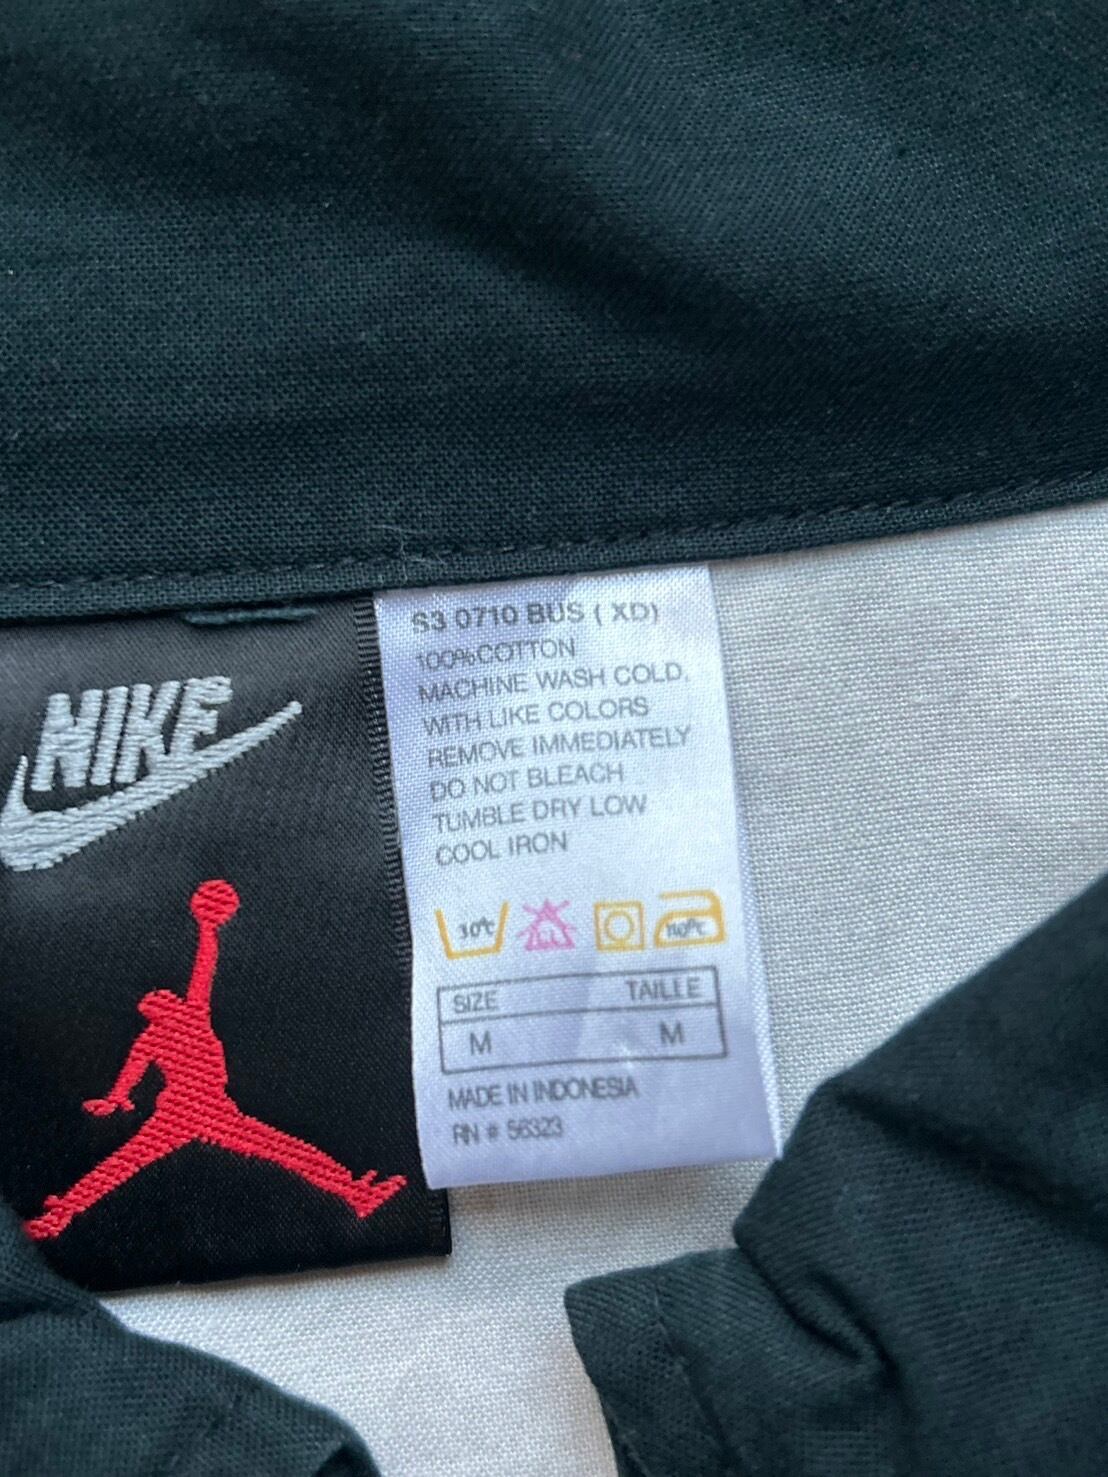 NIKE
S3 0710 BUS ( XD)
100%COTTON
MACHINE WASH COLD,
WITH LIKE COLORS
REMOVE IMMEDIATELY
DO NOT BLEACH
TUMBLE DRY LOW
COOL IRON
30℃ 110℃
SIZE TAILLE
M M
MADE IN INDONESIA
RN # 56323